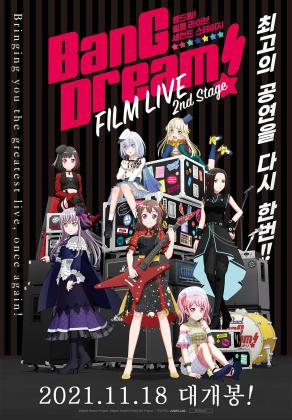 BanG
Dream!
뱅드림!
필름 라이브
세컨드 스테이지
FILM LIVE
2nd Stage
Bringing you the greatest live, once again!
최고의 공연을 다시 한번!!
2021.11.18 대개봉!